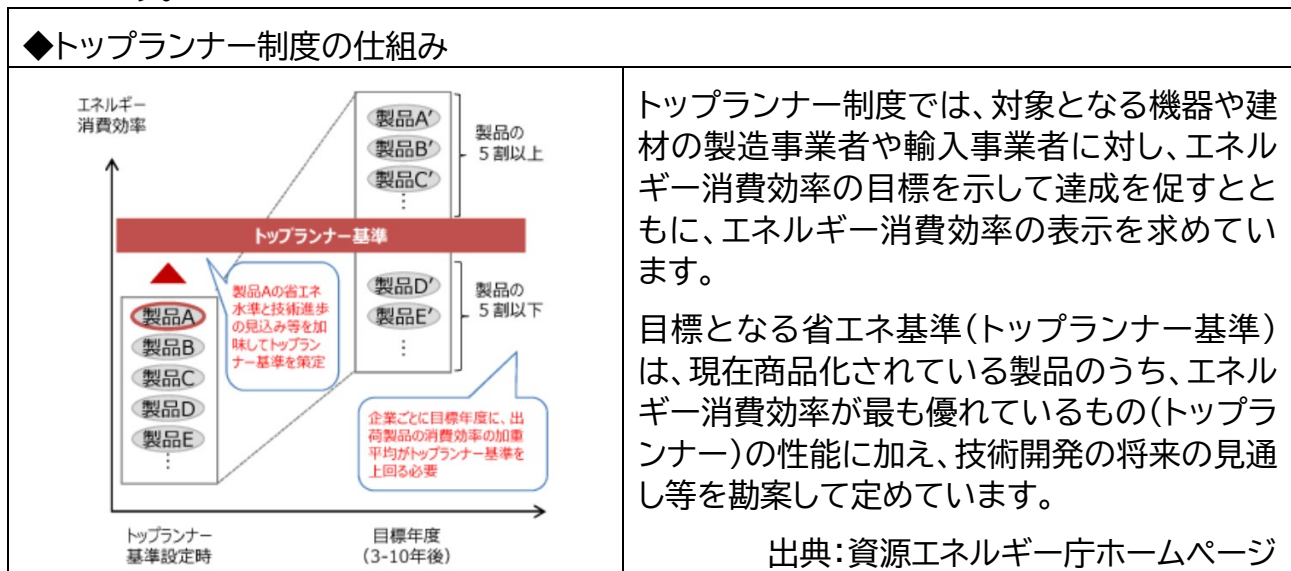 す。
◆トップランナー制度の仕組み
エネルギー
消費効率
製品A’
製品B’
製品C’
⋮
製品の
５割以上
トップランナー基準
製品Aの省エネ
水準と技術進歩
の見込み等を加
味してトップラン
ナー基準を策定
製品A
製品B
製品C
製品D
製品E
⋮
製品D’
製品E’
⋮
製品の
５割以下
企業ごとに目標年度に、出
荷製品の消費効率の加重
平均がトップランナー基準を
上回る必要
トップランナー
基準設定時
目標年度
(3-10年後)
トップランナー制度では、対象となる機器や建
材の製造事業者や輸入事業者に対し、エネル
ギー消費効率の目標を示して達成を促すとと
もに、エネルギー消費効率の表示を求めてい
ます。
目標となる省エネ基準(トップランナー基準)
は、現在商品化されている製品のうち、エネル
ギー消費効率が最も優れているもの(トップラ
ンナー)の性能に加え、技術開発の将来の見通
し等を勘案して定めています。
出典:資源エネルギー庁ホームページ